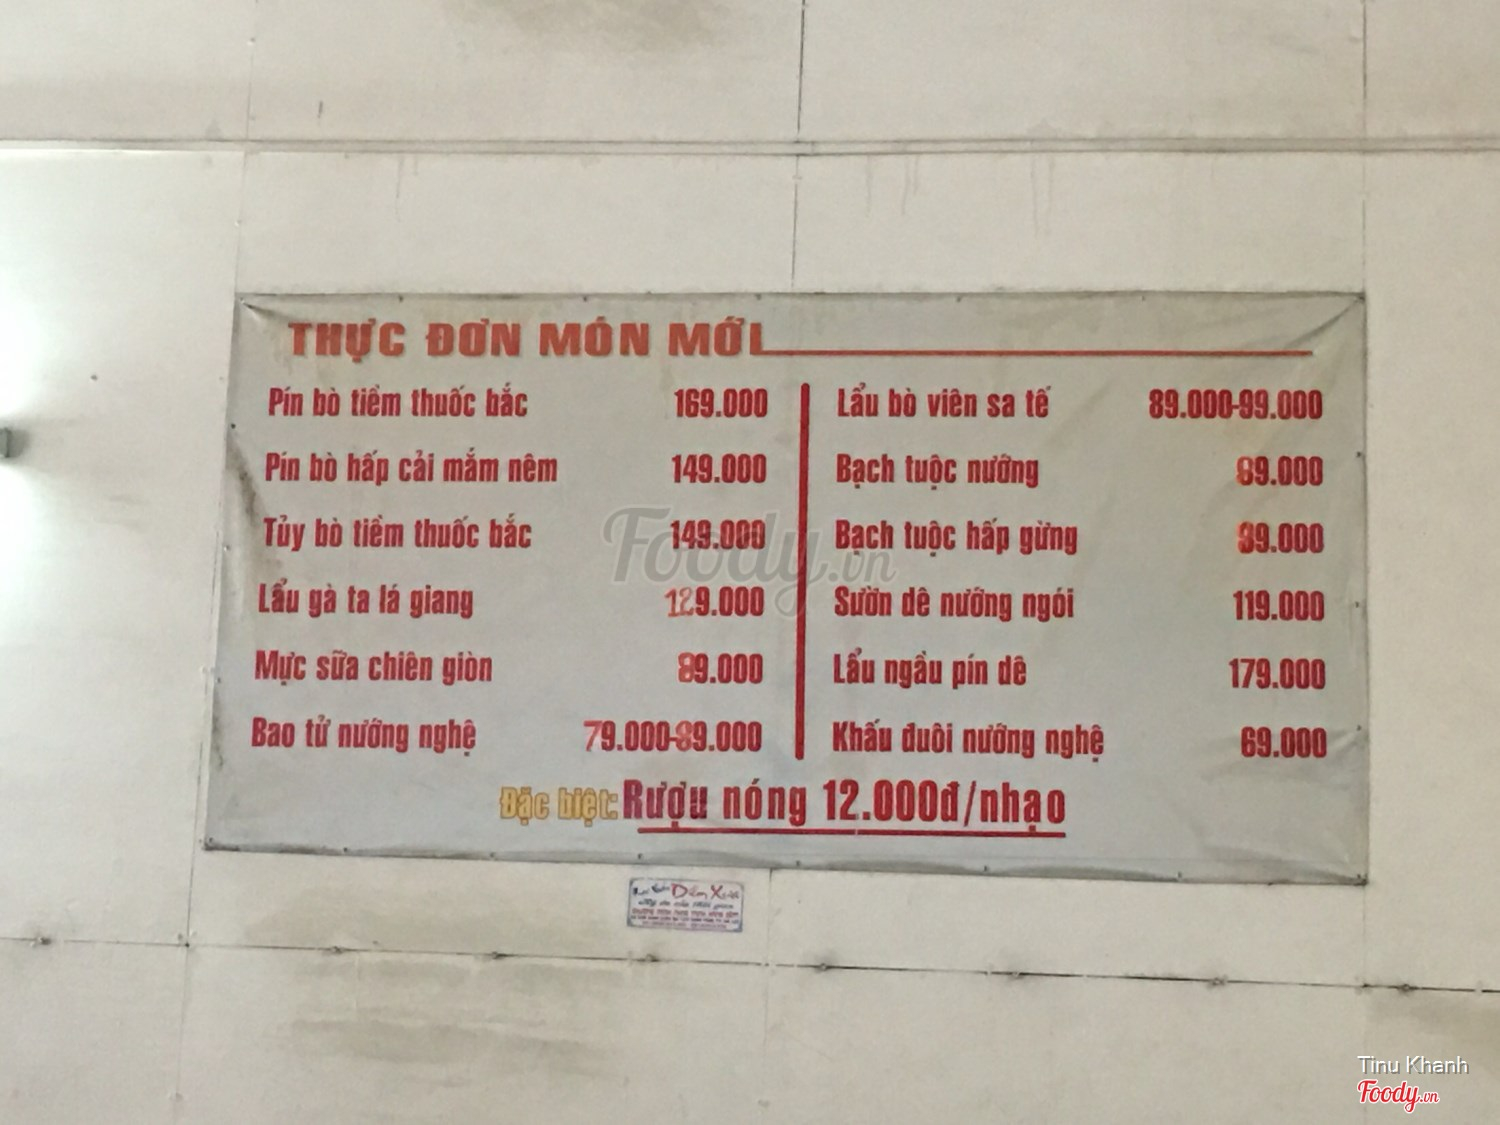 THỰC ĐƠN MÓN MỚI
Pín bò tiềm thuốc bắc 169.000
Pín bò hấp cải mắm nêm 149.000
Tủy bò tiềm thuốc bắc 149.000
Lẩu gà ta lá giang 129.000
Mực sữa chiên giòn 89.000
Bao tử nướng nghệ 79.000-89.000
Lẩu bò viên sa tế 89.000-99.000
Bạch tuộc nướng 89.000
Bạch tuộc hấp gừng 89.000
Sườn dê nướng ngói 119.000
Lẩu ngầu pín dê 179.000
Khấu đuôi nướng nghệ 69.000
Đặc biệt: Rượu nóng 12.000đ/nhạo
Foody.vn
Tinu Khanh
Foody.vn